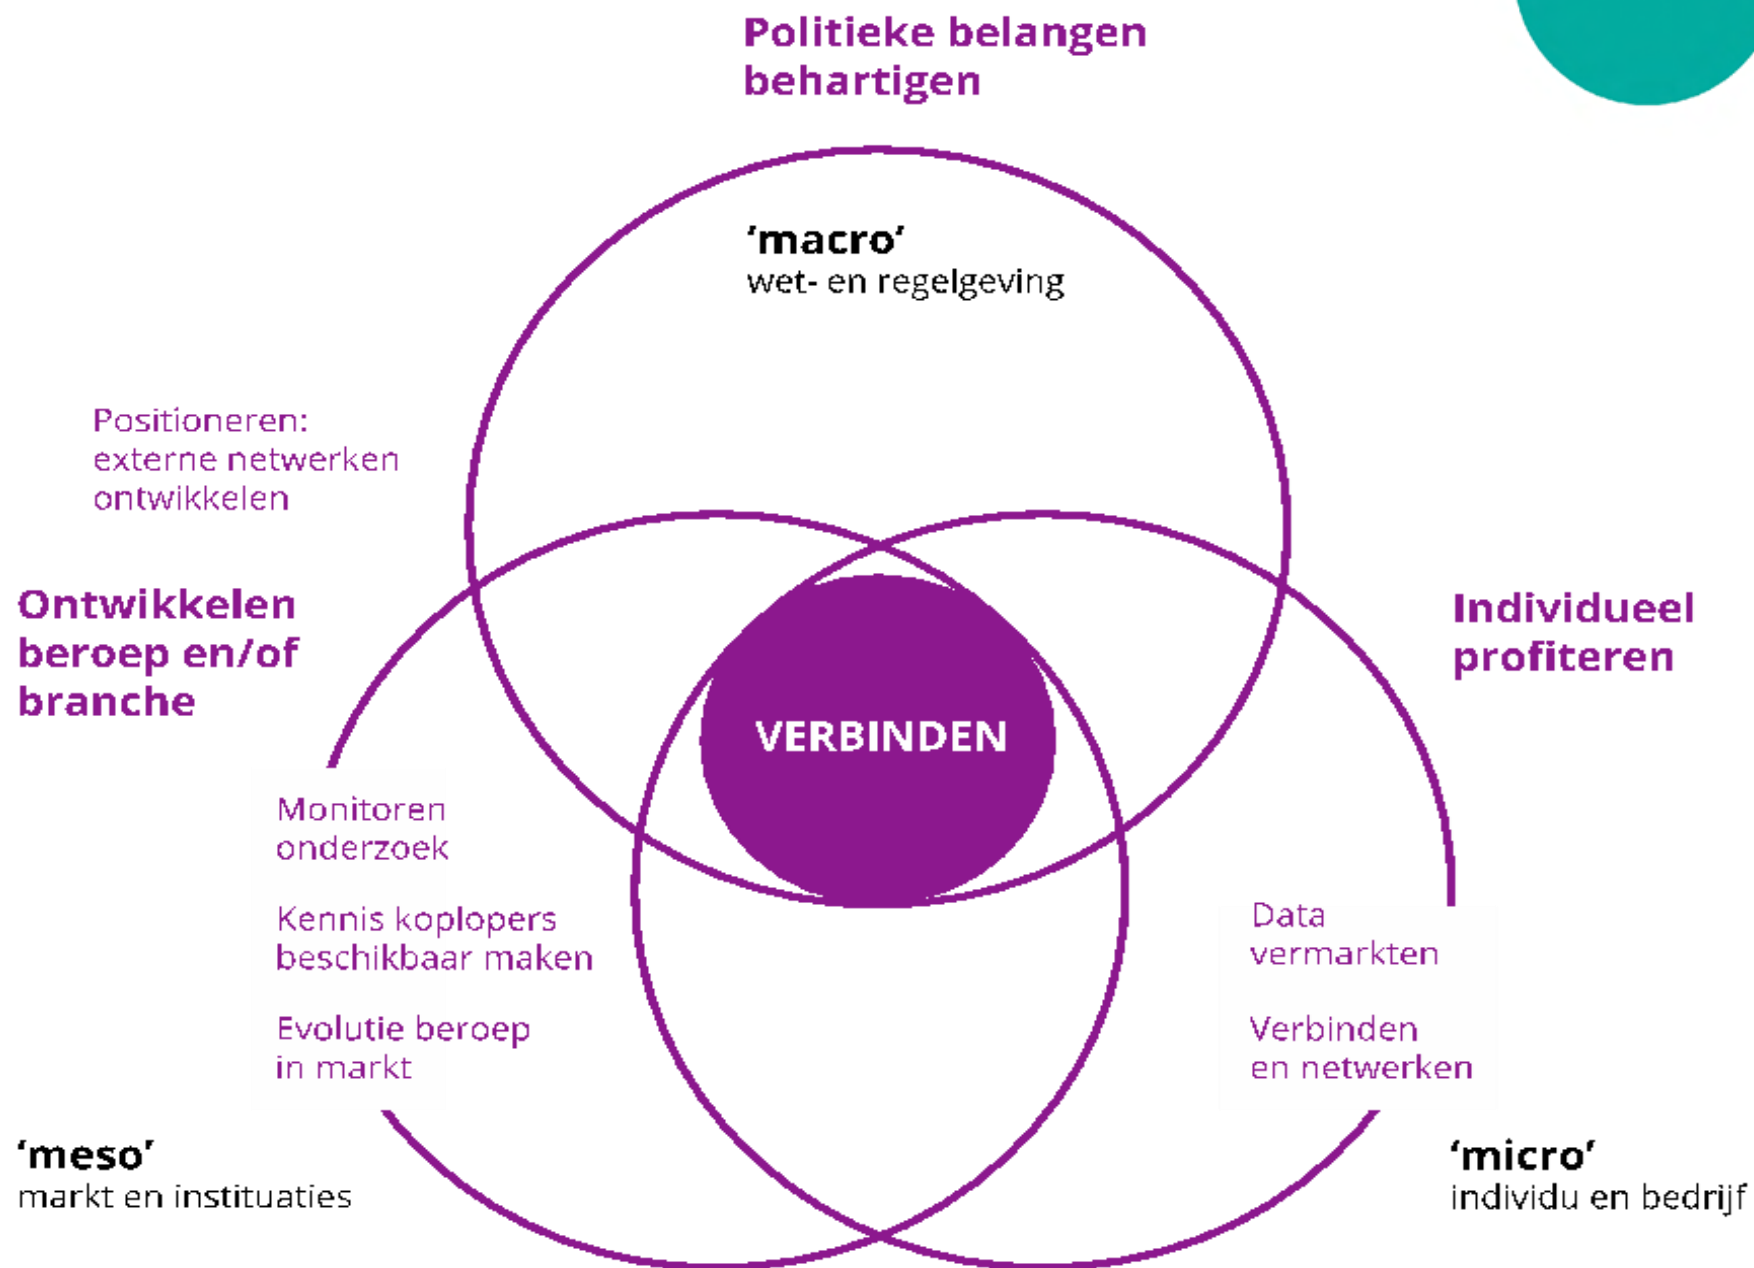 Politieke belangen
behartigen
‘macro’
wet- en regelgeving
Positioneren:
externe netwerken
ontwikkelen
Ontwikkelen
beroep en/of
branche
Individueel
profiteren
VERBINDEN
Monitoren
onderzoek
Kennis koplopers
beschikbaar maken
Evolutie beroep
in markt
Data
vermarkten
Verbinden
en netwerken
‘meso’
markt en instituaties
‘micro’
individu en bedrijf